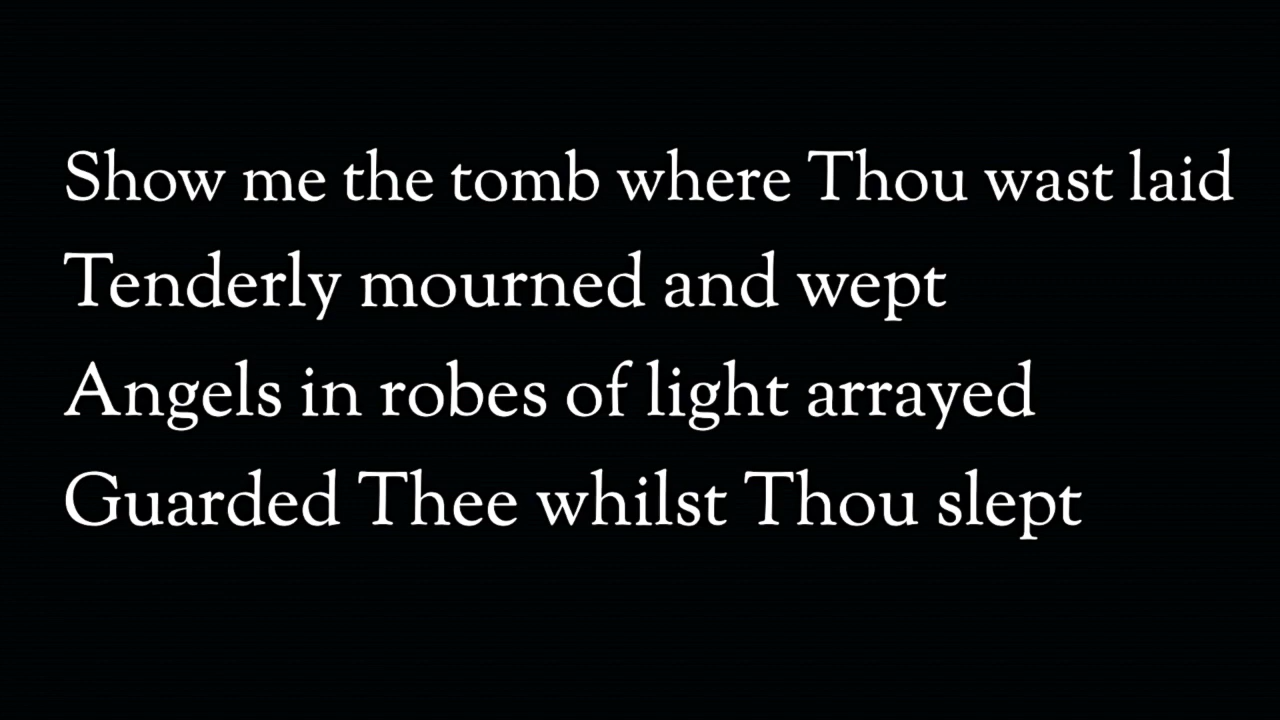 Show me the tomb where Thou wast laid
Tenderly mourned and wept
Angels in robes of light arrayed
Guarded Thee whilst Thou slept